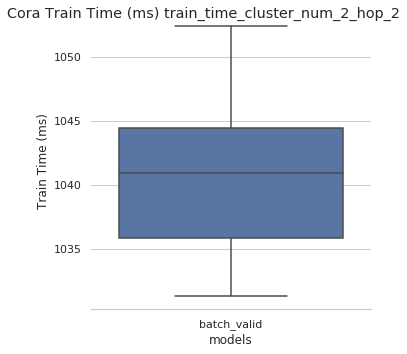 Cora Train Time (ms) train_time_cluster_num_2_hop_2
1050
1045
1040
1035
Train Time (ms)
batch_valid
models